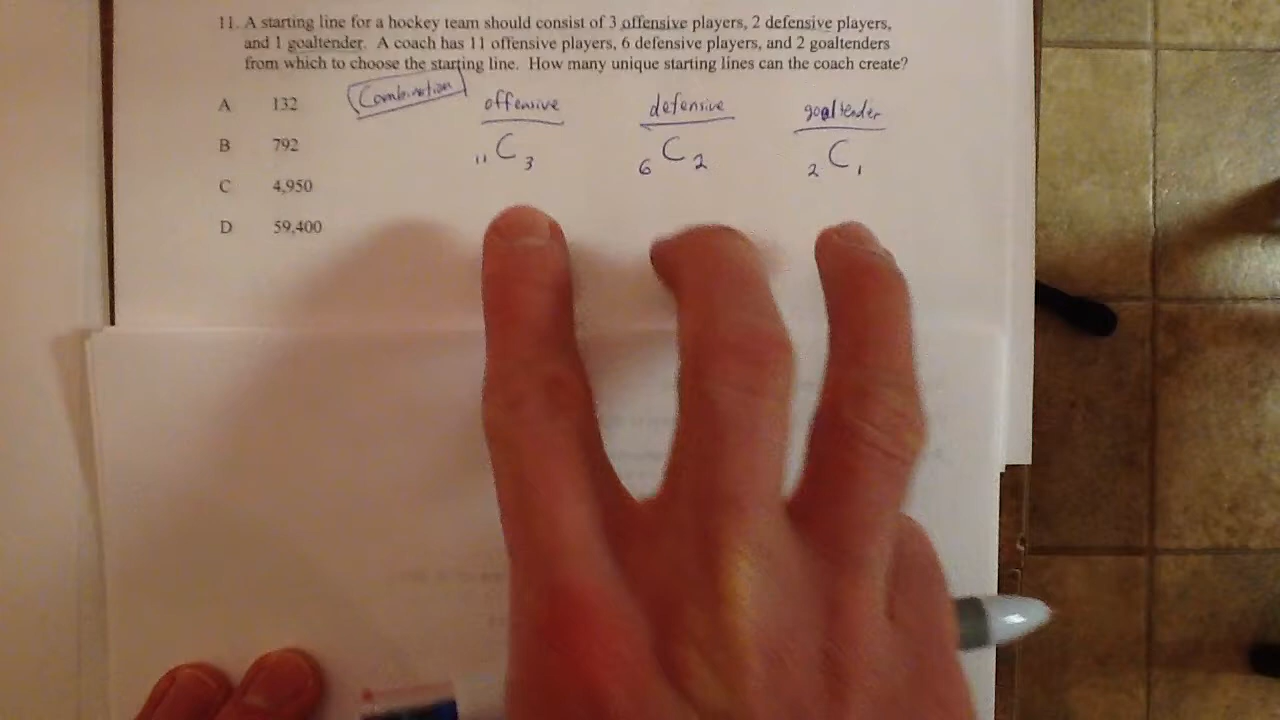 11. A starting line for a hockey team should consist of 3 offensive players, 2 defensive players,
and 1 goaltender. A coach has 11 offensive players, 6 defensive players, and 2 goaltenders
from which to choose the starting line. How many unique starting lines can the coach create?
Combination offensive defensive goaltender
A 132
11C3 6C2 2C1
B 792
C 4,950
D 59,400